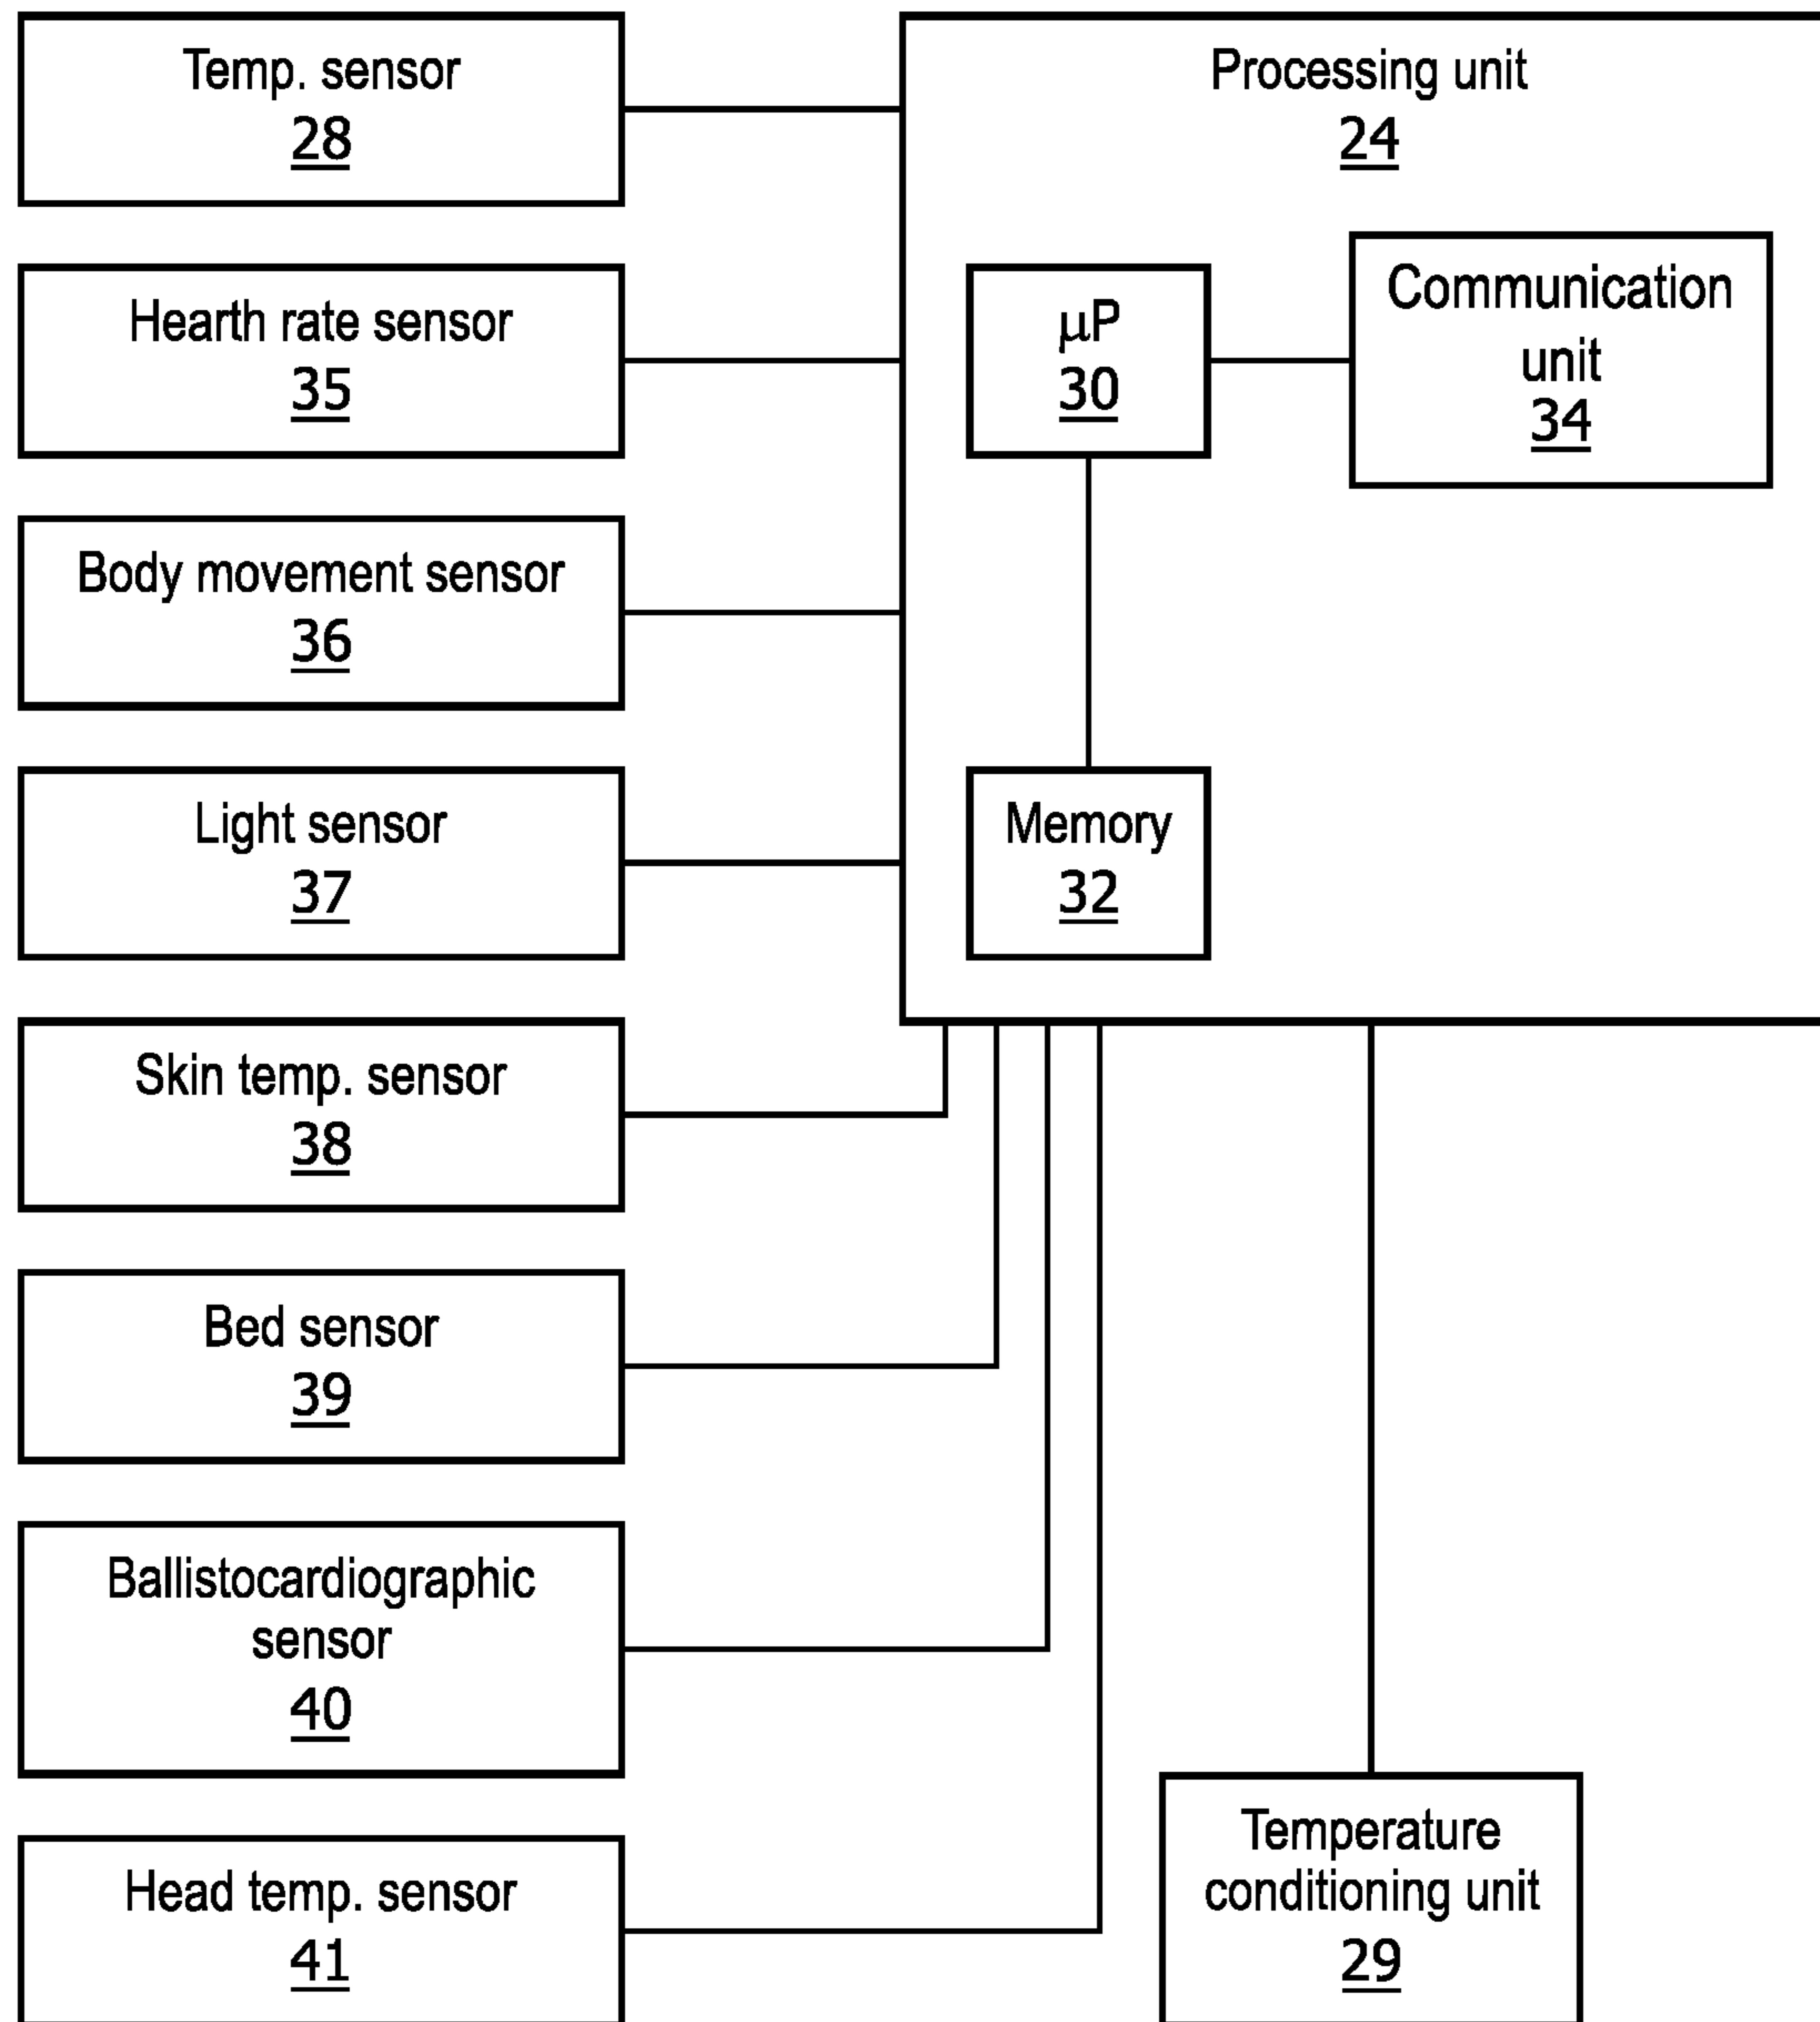 Temp. sensor
28
Hearth rate sensor
35
Body movement sensor
36
Light sensor
37
Skin temp. sensor
38
Bed sensor
39
Ballistocardiographic
sensor
40
Head temp. sensor
41
Processing unit
24
µP
30
Communication
unit
34
Memory
32
Temperature
conditioning unit
29